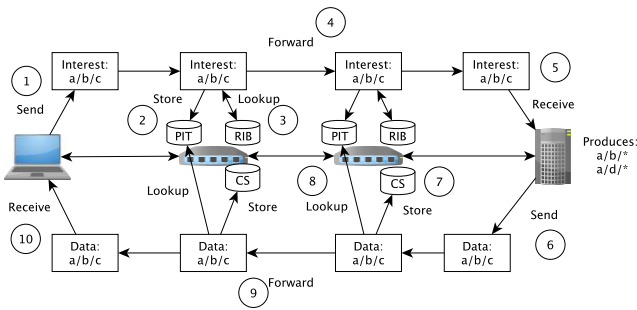 4
Forward
Interest:
a/b/c
Interest:
a/b/c
Interest:
a/b/c
Interest:
a/b/c
1
5
Send
Store
Lookup
Receive
2
3
PIT
RIB
PIT
RIB
Produces:
a/b/*
a/d/*
CS
CS
8
7
Lookup
Store
Lookup
Store
Receive
Send
10
6
Data:
a/b/c
Data:
a/b/c
Data:
a/b/c
Data:
a/b/c
9
Forward